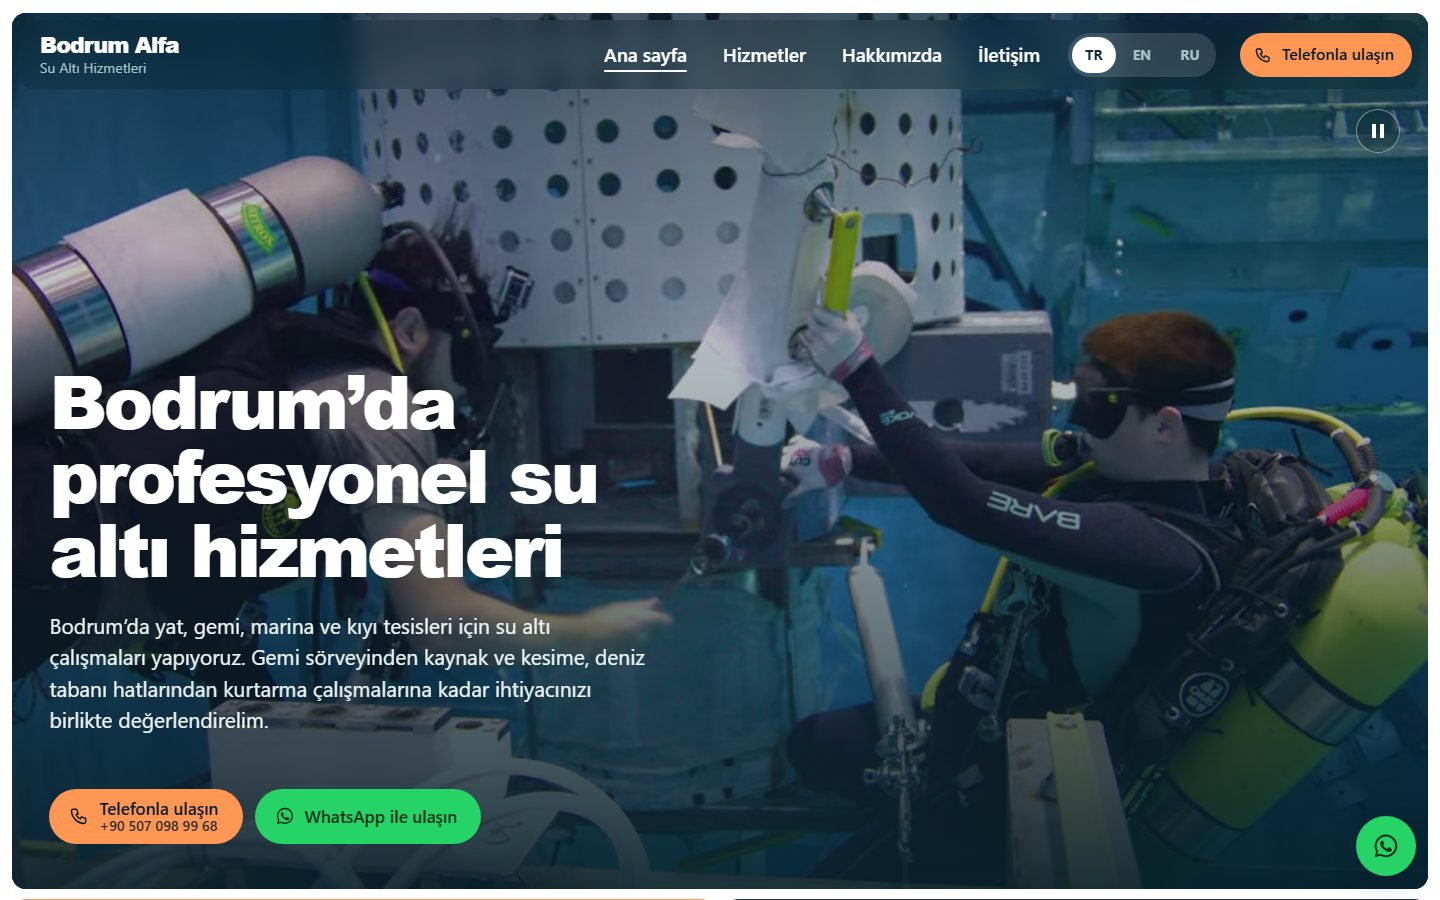 Bodrum Alfa
Su Altı Hizmetleri
Ana sayfa
Hizmetler
Hakkımızda
İletişim
TR
EN
RU
Telefonla ulaşın
NITROX
BARE
Bodrum’da
profesyonel su
altı hizmetleri
Bodrum’da yat, gemi, marina ve kıyı tesisleri için su altı
çalışmaları yapıyoruz. Gemi sörveyinden kaynak ve kesime, deniz
tabanı hatlarından kurtarma çalışmalarına kadar ihtiyacınızı
birlikte değerlendirelim.
Telefonla ulaşın
+90 507 098 99 68
WhatsApp ile ulaşın